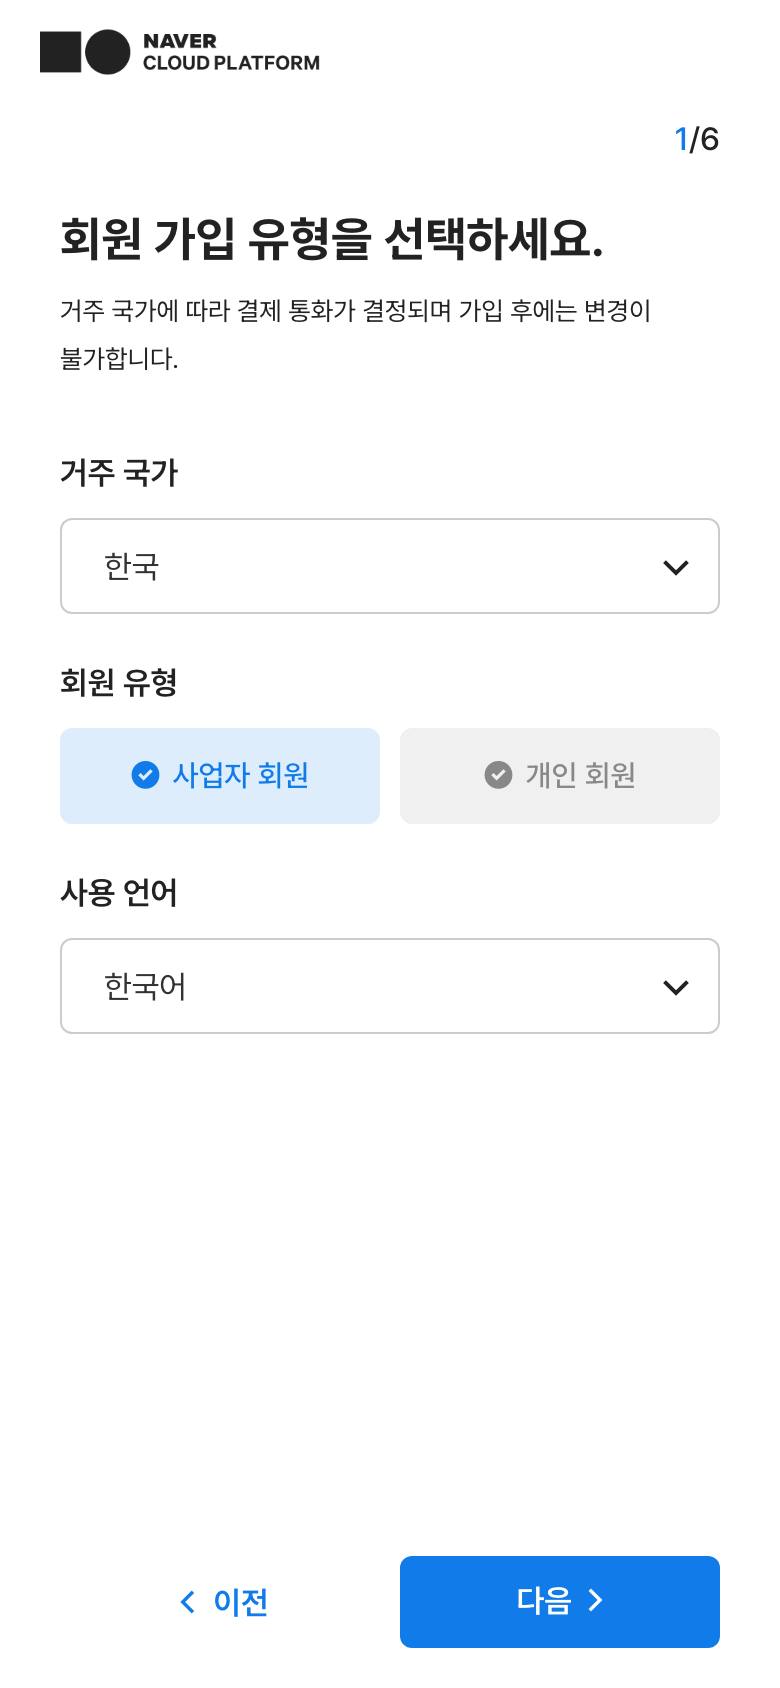 NAVER
CLOUD PLATFORM
1/6
회원 가입 유형을 선택하세요.
거주 국가에 따라 결제 통화가 결정되며 가입 후에는 변경이
불가합니다.
거주 국가
한국
회원 유형
사업자 회원
개인 회원
사용 언어
한국어
이전
다음